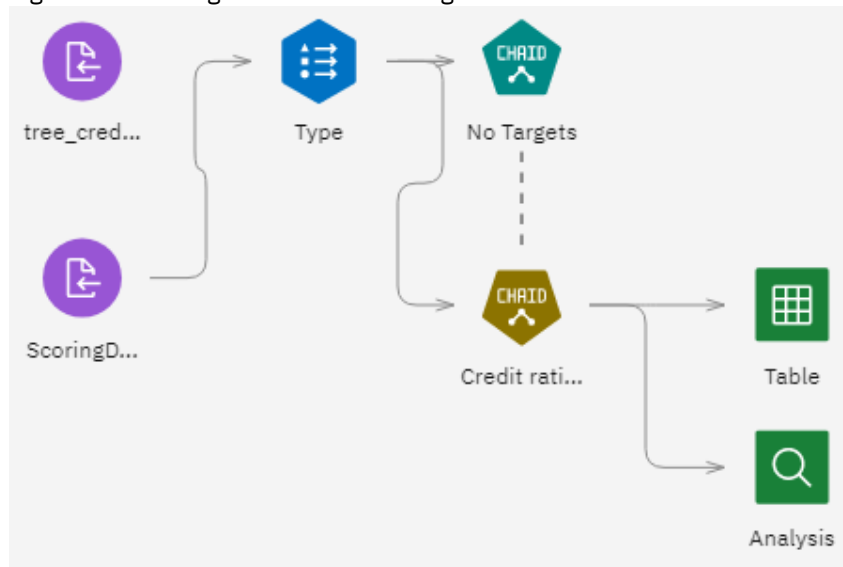 CHAID
tree_cred...
Type
No Targets
CHAID
ScoringD...
Credit rati...
Table
Analysis